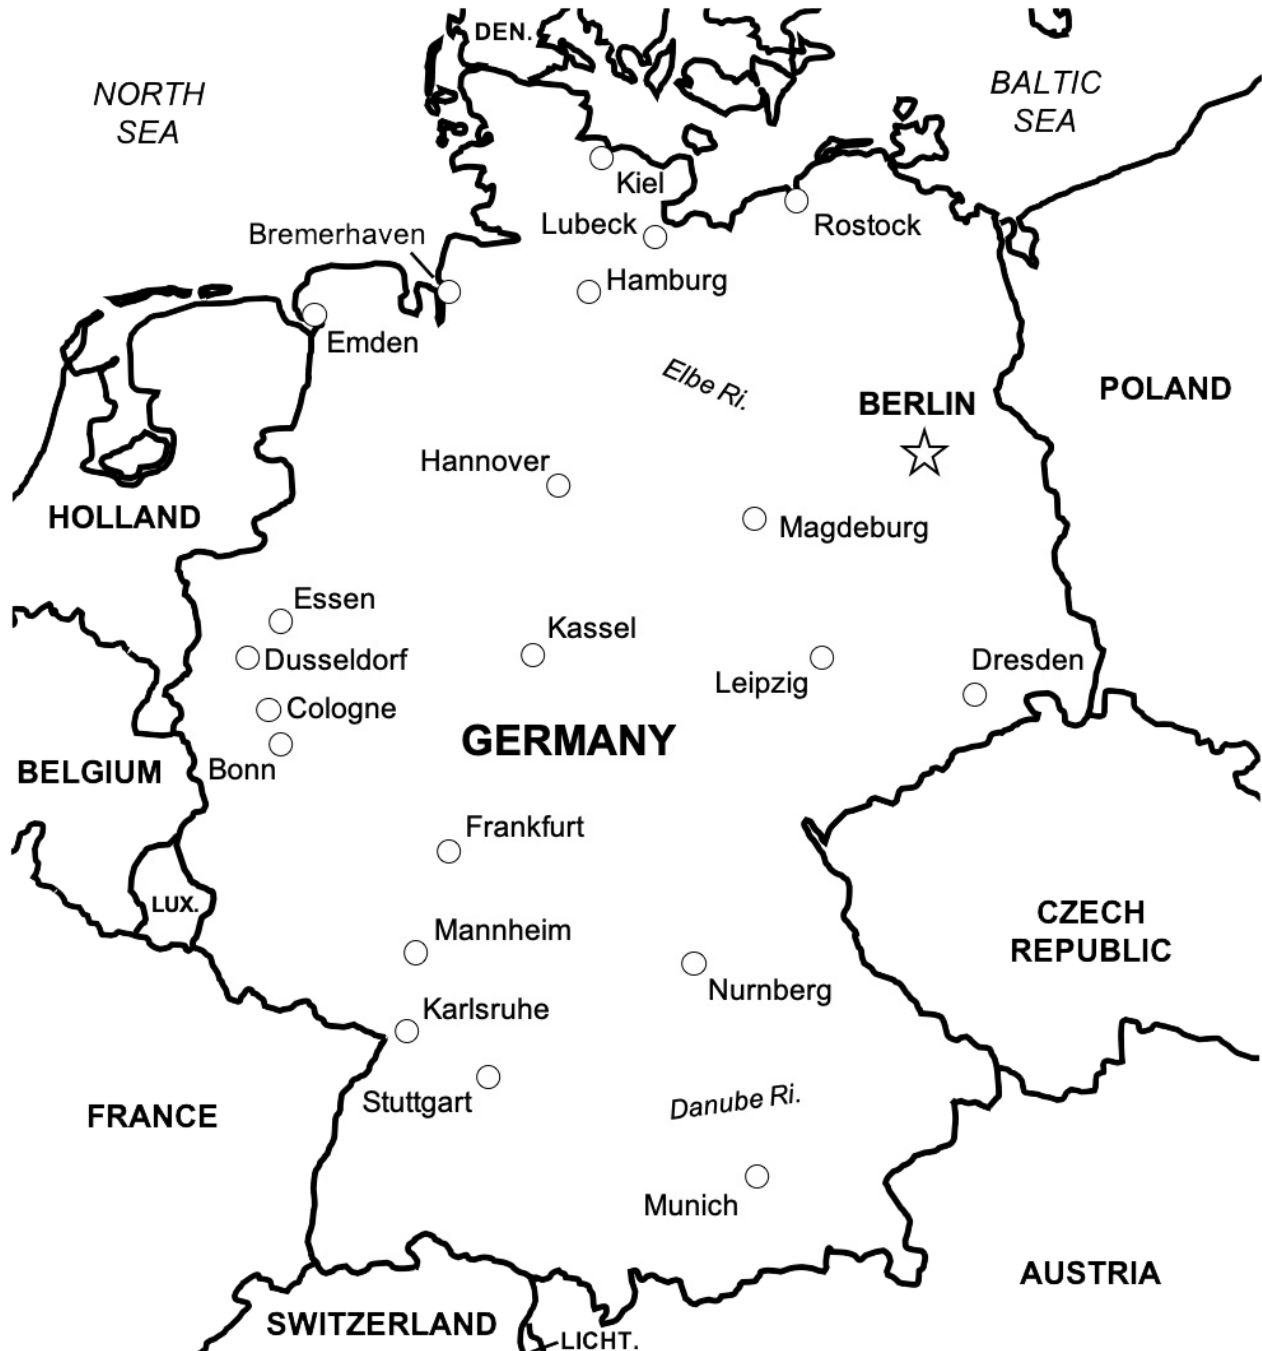 DEN.
NORTH
SEA
BALTIC
SEA
Kiel
Lubeck
Rostock
Bremerhaven
Hamburg
Emden
Elbe Ri.
POLAND
BERLIN
Hannover
HOLLAND
Magdeburg
Essen
Kassel
Dusseldorf
Dresden
Leipzig
Cologne
GERMANY
BELGIUM
Bonn
Frankfurt
LUX.
CZECH
REPUBLIC
Mannheim
Nurnberg
Karlsruhe
Stuttgart
Danube Ri.
FRANCE
Munich
AUSTRIA
SWITZERLAND
LICHT.